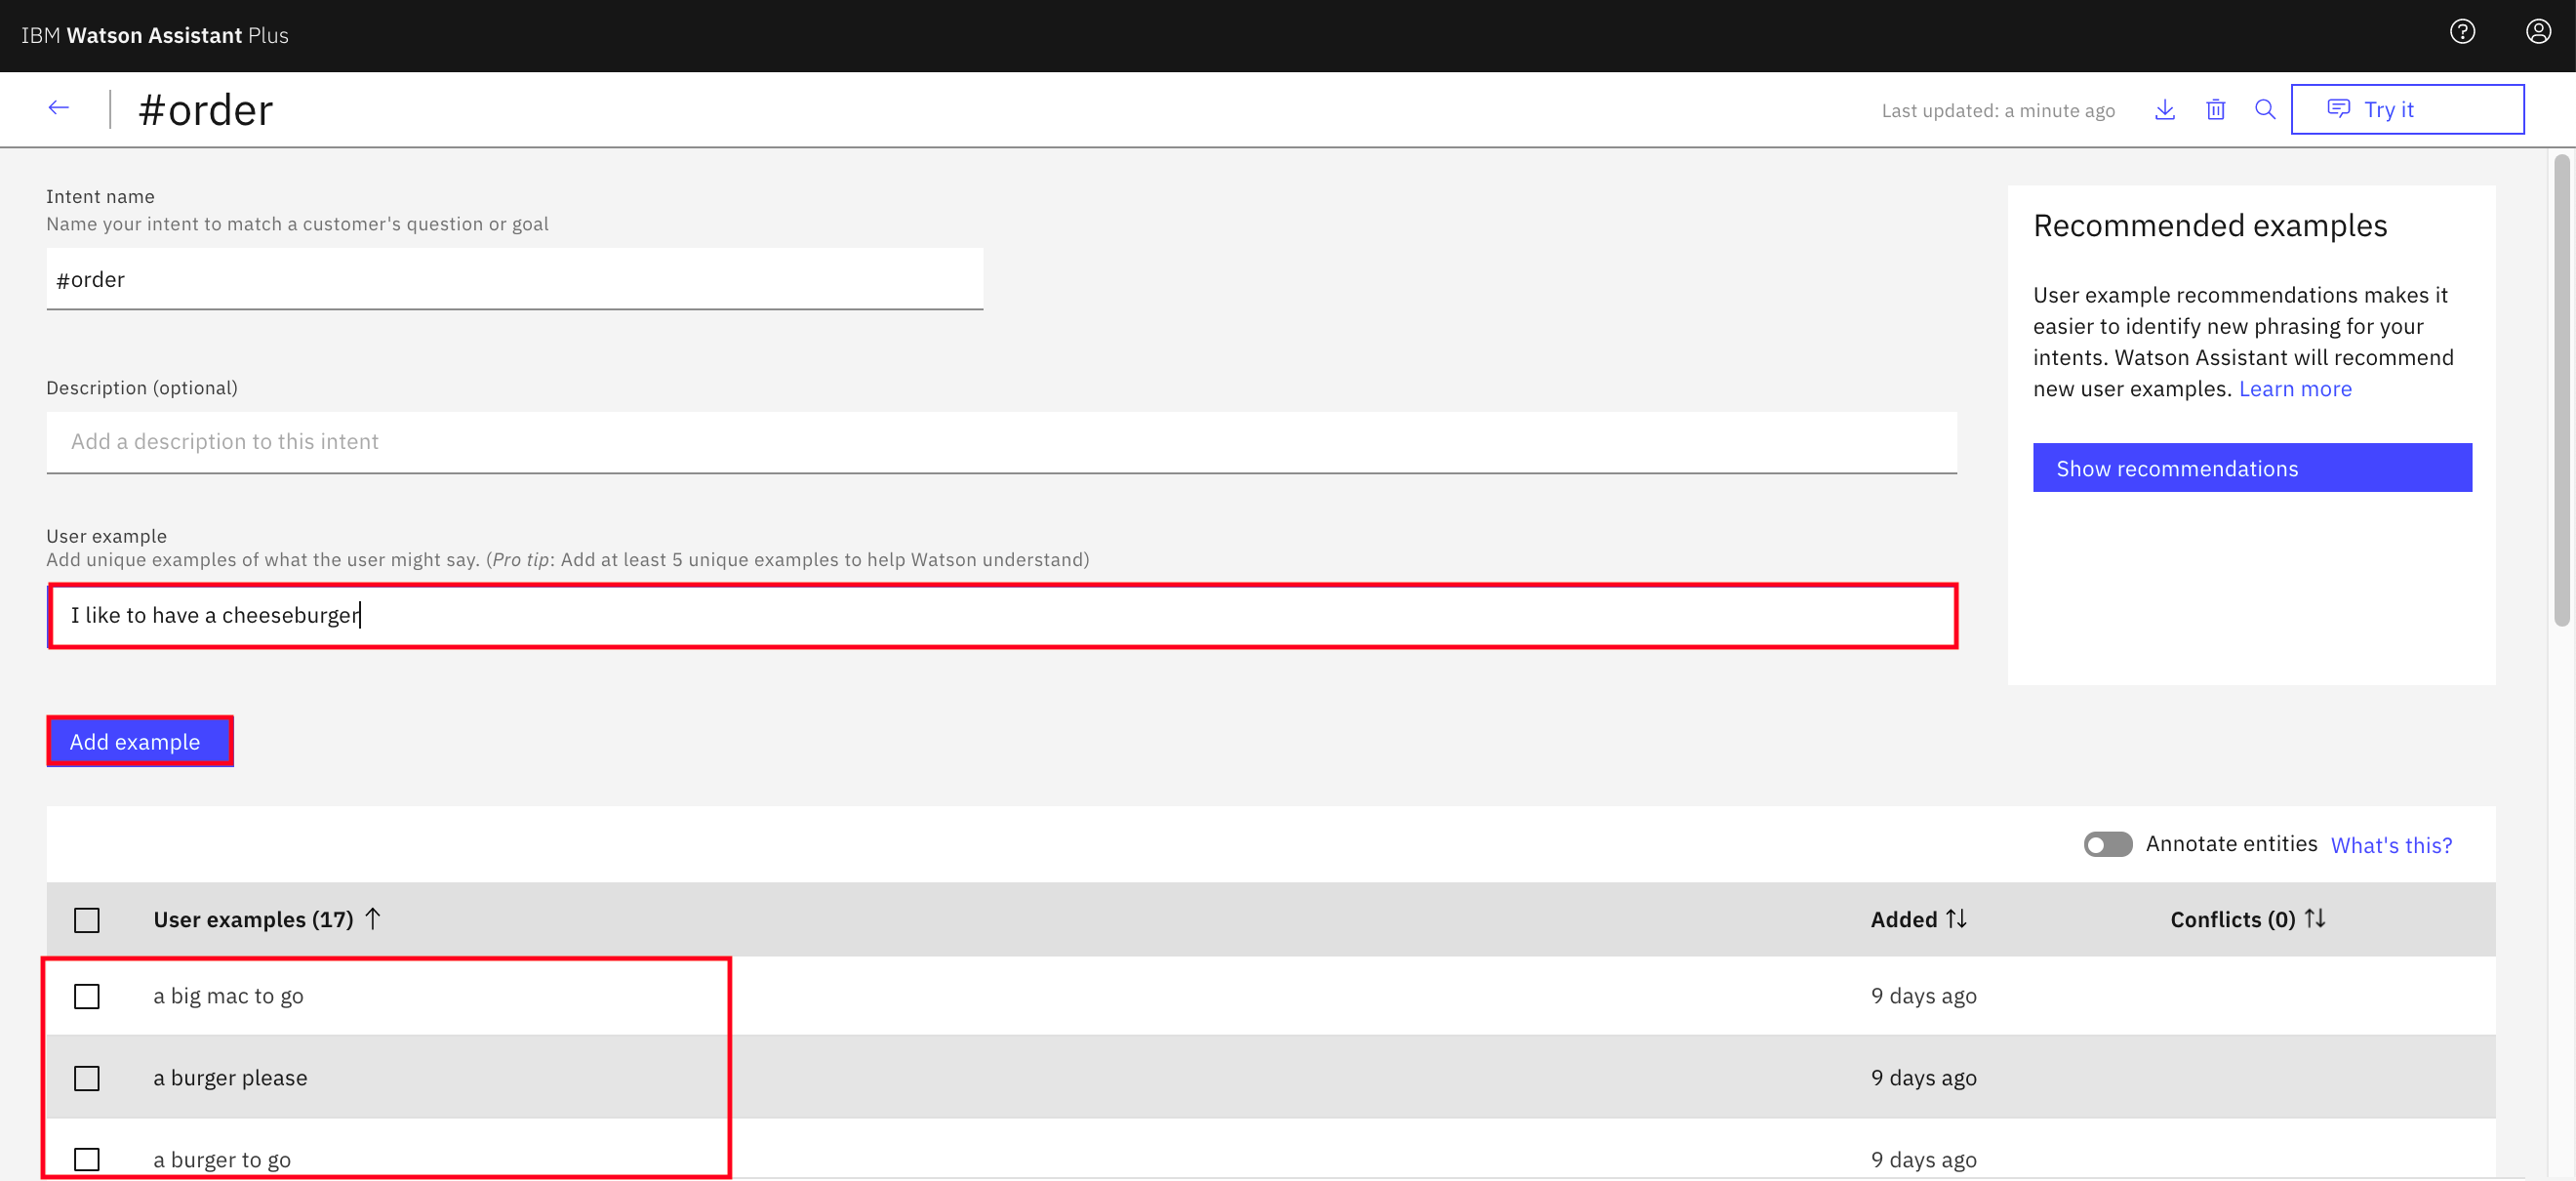 IBM Watson Assistant Plus
#order
Last updated: a minute ago
Try it
Intent name
Name your intent to match a customer's question or goal
#order
Description (optional)
Add a description to this intent
User example
Add unique examples of what the user might say. (Pro tip: Add at least 5 unique examples to help Watson understand)
I like to have a cheeseburger
Add example
Recommended examples
User example recommendations makes it
easier to identify new phrasing for your
intents. Watson Assistant will recommend
new user examples. Learn more
Show recommendations
Annotate entities What's this?
User examples (17) ↑ Added ↑↓ Conflicts (0) ↑↓
a big mac to go 9 days ago
a burger please 9 days ago
a burger to go 9 days ago